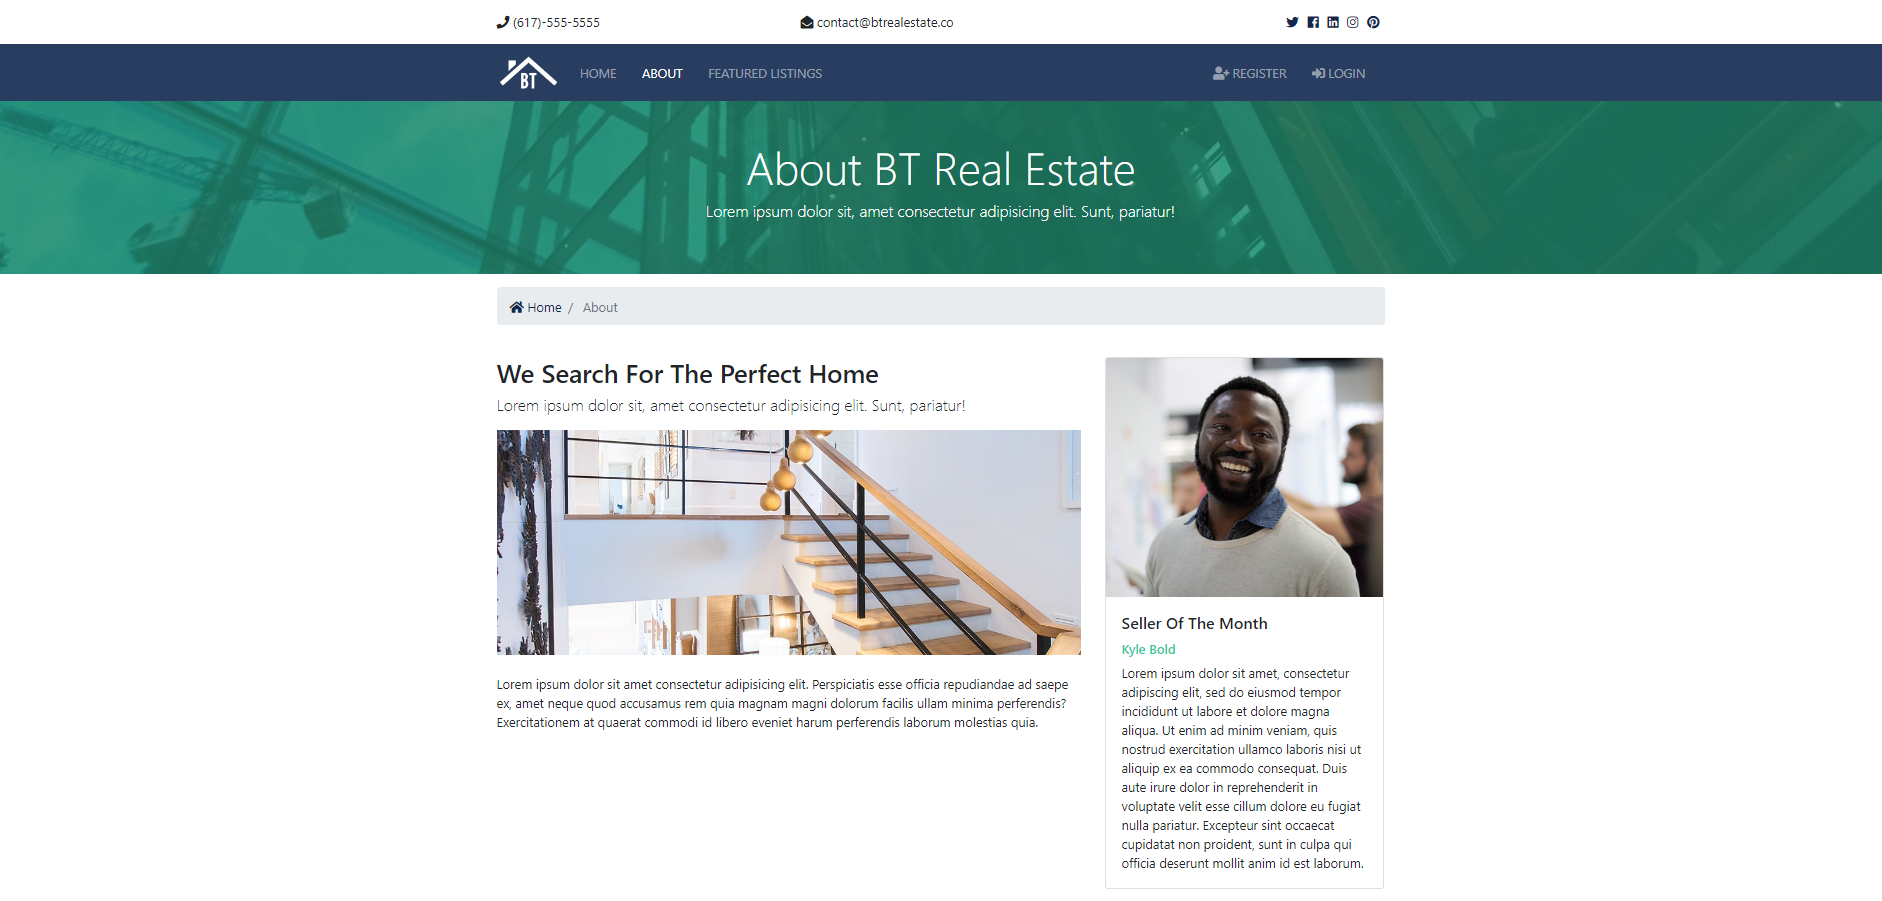 (617)-555-5555
contact@btrealestate.co
BT
HOME
ABOUT
FEATURED LISTINGS
REGISTER
LOGIN
About BT Real Estate
Lorem ipsum dolor sit, amet consectetur adipisicing elit. Sunt, pariatur!
Home / About
We Search For The Perfect Home
Lorem ipsum dolor sit, amet consectetur adipisicing elit. Sunt, pariatur!
Lorem ipsum dolor sit amet consectetur adipisicing elit. Perspiciatis esse officia repudiandae ad saepe
ex, amet neque quod accusamus rem quia magnam magni dolorum facilis ullam minima perferendis?
Exercitationem at quaerat commodi id libero eveniet harum perferendis laborum molestias quia.
Seller Of The Month
Kyle Bold
Lorem ipsum dolor sit amet, consectetur
adipiscing elit, sed do eiusmod tempor
incididunt ut labore et dolore magna
aliqua. Ut enim ad minim veniam, quis
nostrud exercitation ullamco laboris nisi ut
aliquip ex ea commodo consequat. Duis
aute irure dolor in reprehenderit in
voluptate velit esse cillum dolore eu fugiat
nulla pariatur. Excepteur sint occaecat
cupidatat non proident, sunt in culpa qui
officia deserunt mollit anim id est laborum.